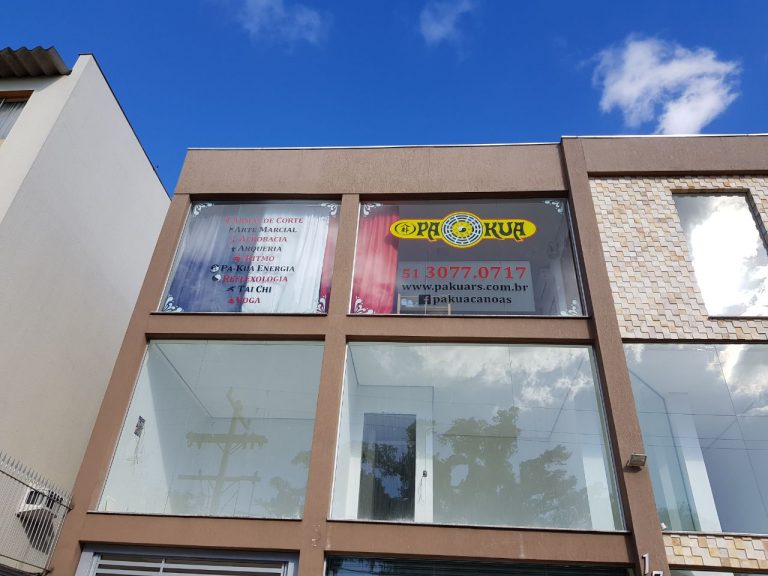 Armas de Corte
Arte Marcial
Acrobacia
Arqueria
Ritmo
Pa-Kua Energia
Reflexologia
Tai Chi
Yoga
PA KUA
51 3077.0717
www.pakuars.com.br
/pakuacanoas